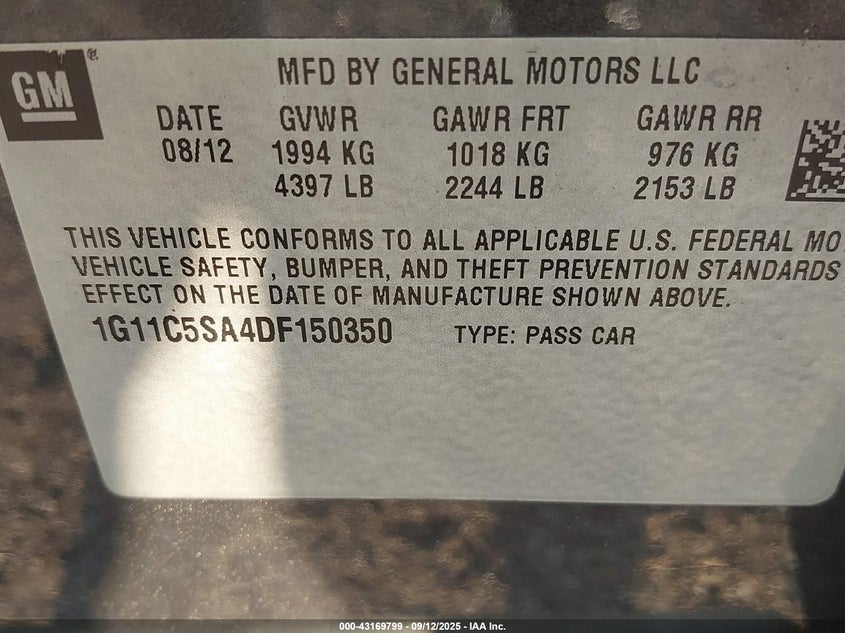 GM®
MFD BY GENERAL MOTORS LLC
DATE GVWR GAWR FRT GAWR RR
08/12 1994 KG 1018 KG 976 KG
4397 LB 2244 LB 2153 LB
THIS VEHICLE CONFORMS TO ALL APPLICABLE U.S. FEDERAL MO
VEHICLE SAFETY, BUMPER, AND THEFT PREVENTION STANDARDS
EFFECT ON THE DATE OF MANUFACTURE SHOWN ABOVE.
1G11C5SA4DF150350 TYPE: PASS CAR
000-43169799 - 09/12/2025 - IAA Inc.